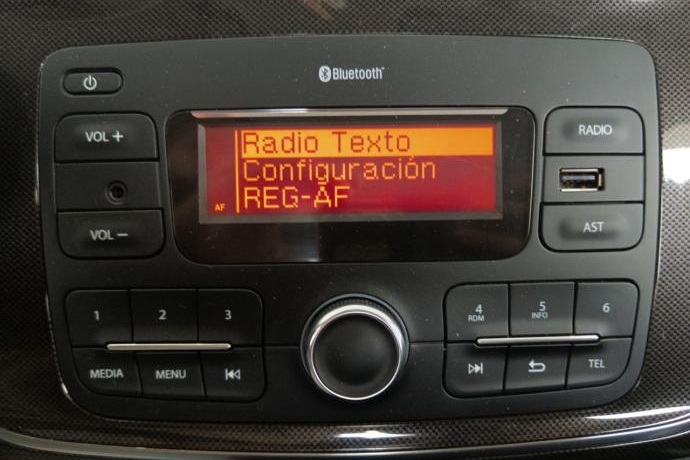 Bluetooth
VOL +
RADIO
Radio Texto
Configuración
REG-AF
AF
VOL −
AST
1 2 3
4 RDM 5 INFO 6
MEDIA MENU
TEL